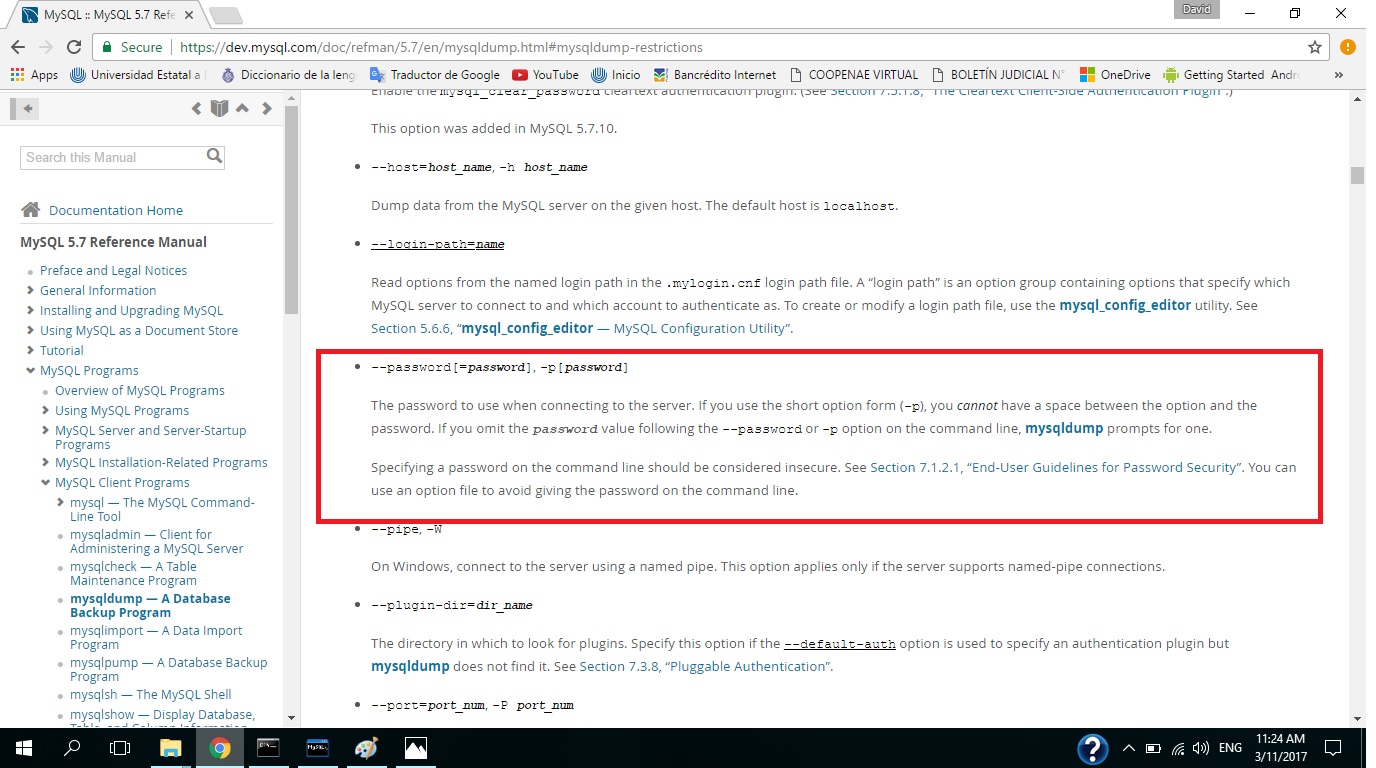 MySQL :: MySQL 5.7 Refe
David
Secure https://dev.mysql.com/doc/refman/5.7/en/mysqldump.html#mysqldump-restrictions
Apps Universidad Estatal a Diccionario de la leng Traductor de Google YouTube Inicio Bancrédito Internet COOPENAE VIRTUAL BOLETÍN JUDICIAL N° OneDrive Getting Started Andr »
Search this Manual
Documentation Home
MySQL 5.7 Reference Manual
Preface and Legal Notices
General Information
Installing and Upgrading MySQL
Using MySQL as a Document Store
Tutorial
MySQL Programs
Overview of MySQL Programs
Using MySQL Programs
MySQL Server and Server-Startup
Programs
MySQL Installation-Related Programs
MySQL Client Programs
mysql — The MySQL Command-
Line Tool
mysqladmin — Client for
Administering a MySQL Server
mysqlcheck — A Table
Maintenance Program
mysqldump — A Database
Backup Program
mysqlimport — A Data Import
Program
mysqlpump — A Database Backup
Program
mysqlsh — The MySQL Shell
mysqlshow — Display Database,
Table, and Column Information
Enable the mysql_clear_password cleartext authentication plugin. (See Section 7.5.1.8, “The Cleartext Client-Side Authentication Plugin”.)
This option was added in MySQL 5.7.10.
--host=host_name, -h host_name
Dump data from the MySQL server on the given host. The default host is localhost.
--login-path=name
Read options from the named login path in the .mylogin.cnf login path file. A “login path” is an option group containing options that specify which
MySQL server to connect to and which account to authenticate as. To create or modify a login path file, use the mysql_config_editor utility. See
Section 5.6.6, “mysql_config_editor — MySQL Configuration Utility”.
--password[=password], -p[password]
The password to use when connecting to the server. If you use the short option form (-p), you cannot have a space between the option and the
password. If you omit the password value following the --password or -p option on the command line, mysqldump prompts for one.
Specifying a password on the command line should be considered insecure. See Section 7.1.2.1, “End-User Guidelines for Password Security”. You can
use an option file to avoid giving the password on the command line.
--pipe, -W
On Windows, connect to the server using a named pipe. This option applies only if the server supports named-pipe connections.
--plugin-dir=dir_name
The directory in which to look for plugins. Specify this option if the --default-auth option is used to specify an authentication plugin but
mysqldump does not find it. See Section 7.3.8, “Pluggable Authentication”.
--port=port_num, -P port_num
ENG
11:24 AM
3/11/2017